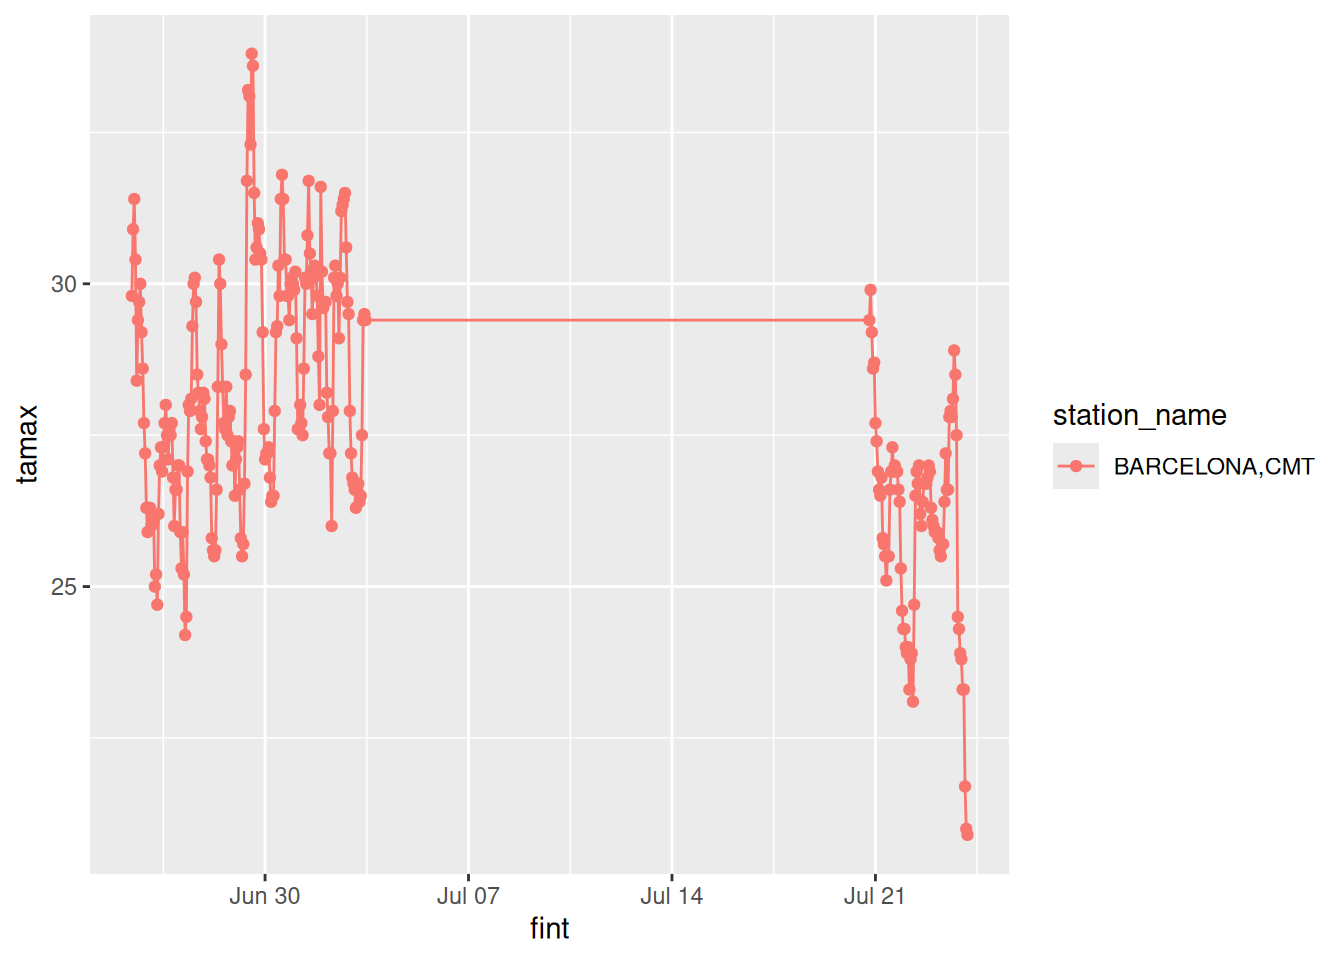 tamax
30
25
Jun 30
Jul 07
Jul 14
Jul 21
fint
station_name
BARCELONA,CMT